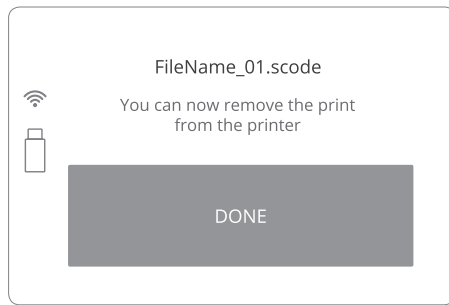 FileName_01.scode
You can now remove the print
from the printer
DONE